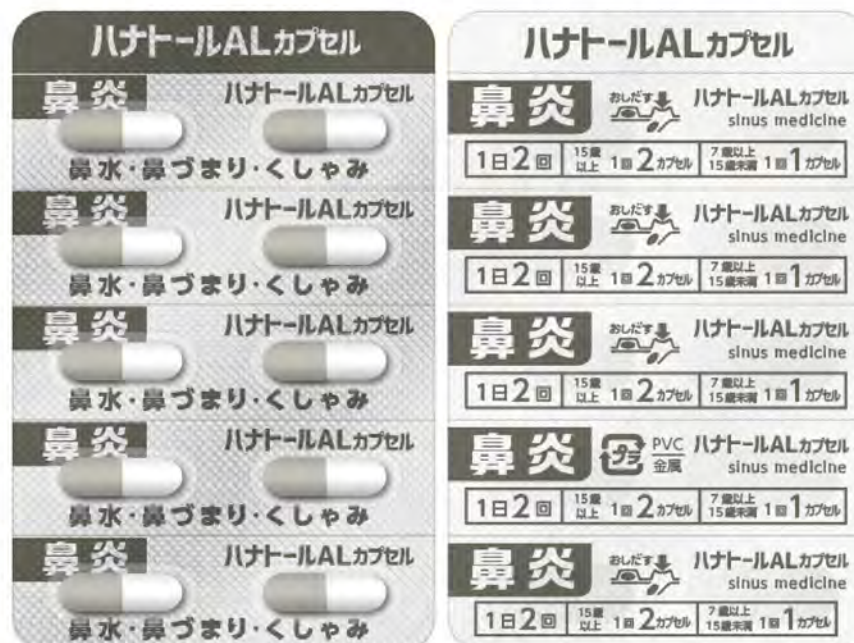 ハナトールALカプセル
鼻炎 ハナトールALカプセル
鼻水・鼻づまり・くしゃみ
鼻炎 ハナトールALカプセル
鼻水・鼻づまり・くしゃみ
鼻炎 ハナトールALカプセル
鼻水・鼻づまり・くしゃみ
鼻炎 ハナトールALカプセル
鼻水・鼻づまり・くしゃみ
鼻炎 ハナトールALカプセル
鼻水・鼻づまり・くしゃみ
ハナトールALカプセル
鼻炎 おしだす ハナトールALカプセル
sinus medicine
1日2回 15歳以上 1回2カプセル 7歳以上15歳未満 1回1カプセル
鼻炎 おしだす ハナトールALカプセル
sinus medicine
1日2回 15歳以上 1回2カプセル 7歳以上15歳未満 1回1カプセル
鼻炎 おしだす ハナトールALカプセル
sinus medicine
1日2回 15歳以上 1回2カプセル 7歳以上15歳未満 1回1カプセル
鼻炎 プラ PVC 金属 ハナトールALカプセル
sinus medicine
1日2回 15歳以上 1回2カプセル 7歳以上15歳未満 1回1カプセル
鼻炎 おしだす ハナトールALカプセル
sinus medicine
1日2回 15歳以上 1回2カプセル 7歳以上15歳未満 1回1カプセル